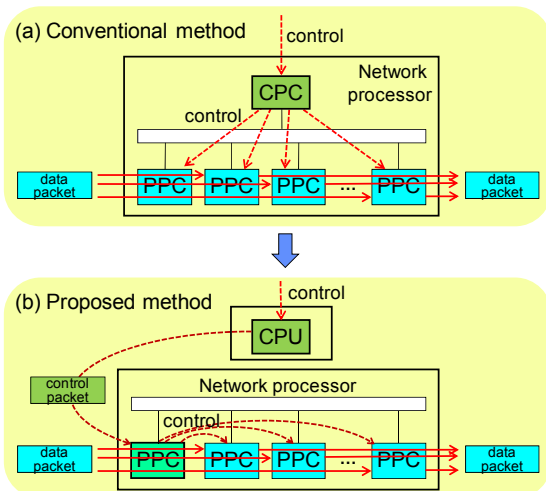 (a) Conventional method
control
Network
processor
CPC
control
data
packet
PPC
PPC
PPC
...
PPC
data
packet
(b) Proposed method
control
CPU
control
packet
Network processor
control
data
packet
PPC
PPC
PPC
...
PPC
data
packet